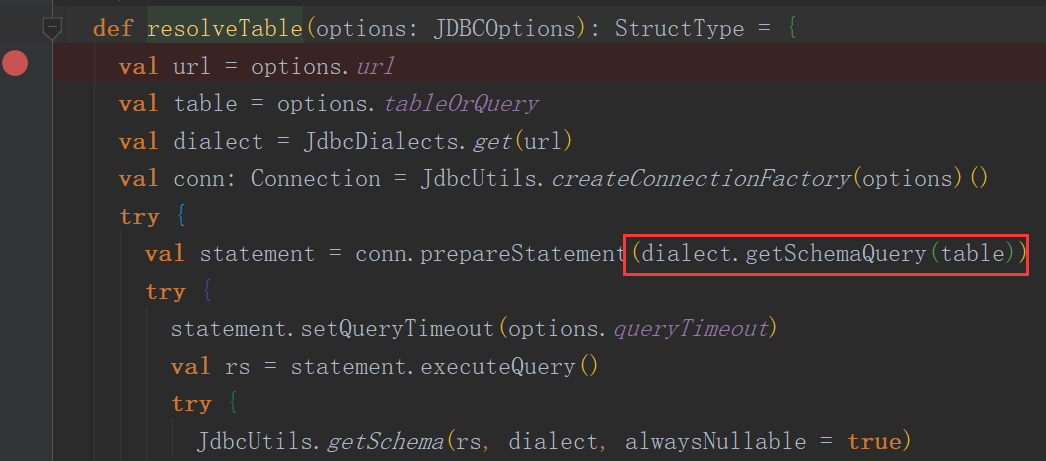 def resolveTable(options: JDBCOptions): StructType = {
val url = options.url
val table = options.tableOrQuery
val dialect = JdbcDialects.get(url)
val conn: Connection = JdbcUtils.createConnectionFactory(options)()
try {
val statement = conn.prepareStatement(dialect.getSchemaQuery(table))
try {
statement.setQueryTimeout(options.queryTimeout)
val rs = statement.executeQuery()
try {
JdbcUtils.getSchema(rs, dialect, alwaysNullable = true)